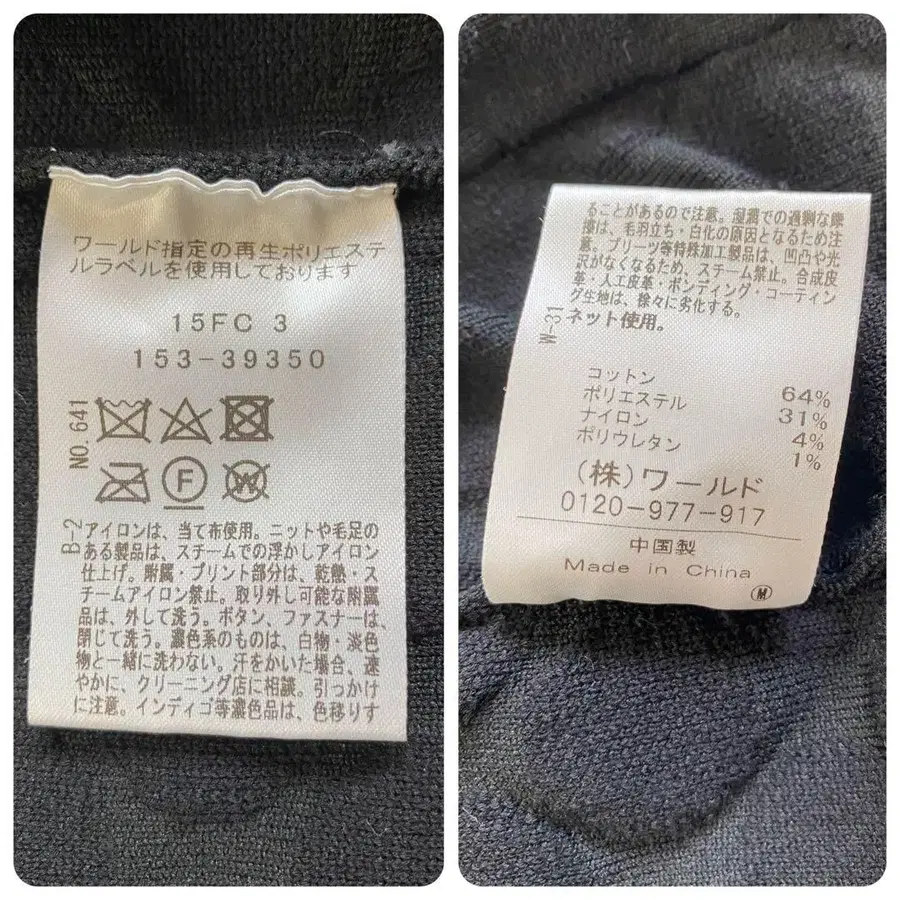 ワールド指定の再生ポリエステ
ルラベルを使用しております
15FC 3
153-39350
NO. 641
F
W
B-2
アイロンは、当て布使用。ニットや毛足の
ある製品は、スチームでの浮かしアイロン
仕上げ。附属・プリント部分は、乾熱・ス
チームアイロン禁止。取り外し可能な附属
品は、外して洗う。ボタン、ファスナーは、
閉じて洗う。濃色系のものは、白物・淡色
物と一緒に洗わない。汗をかいた場合、速
やかに、クリーニング店に相談。引っかけ
に注意。インディゴ等濃色品は、色移りす
ることがあるので注意。湿潤での過剰な摩
擦は、毛羽立ち・白化の原因となるため注
意。プリーツ等特殊加工製品は、凹凸や光
沢がなくなるため、スチーム禁止。合成皮
革・人工皮革・ボンディング・コーティン
グ生地は、徐々に劣化する。
M-31
ネット使用。
コットン 64%
ポリエステル 31%
ナイロン 4%
ポリウレタン 1%
(株)ワールド
0120-977-917
中国製
Made in China
M